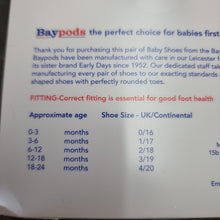 Baypods the perfect choice for babies first
Thank you for purchasing this pair of Baby Shoes from the Bay
Baypods have been manufactured with care in our Leicester f
its sister brand Early Days since 1952. Our dedicated staff take
manufacturing every pair of shoes to our exacting standards
shoes with perfectly rounded toes.
FITTING-Correct fitting is essential for good foot health
Approximate age Shoe Size - UK/Continental
0-3 months 0/16
3-6 months 1/17
6-12 months 2/18
12-18 months 3/19
18-24 months 4/20
15b
Em